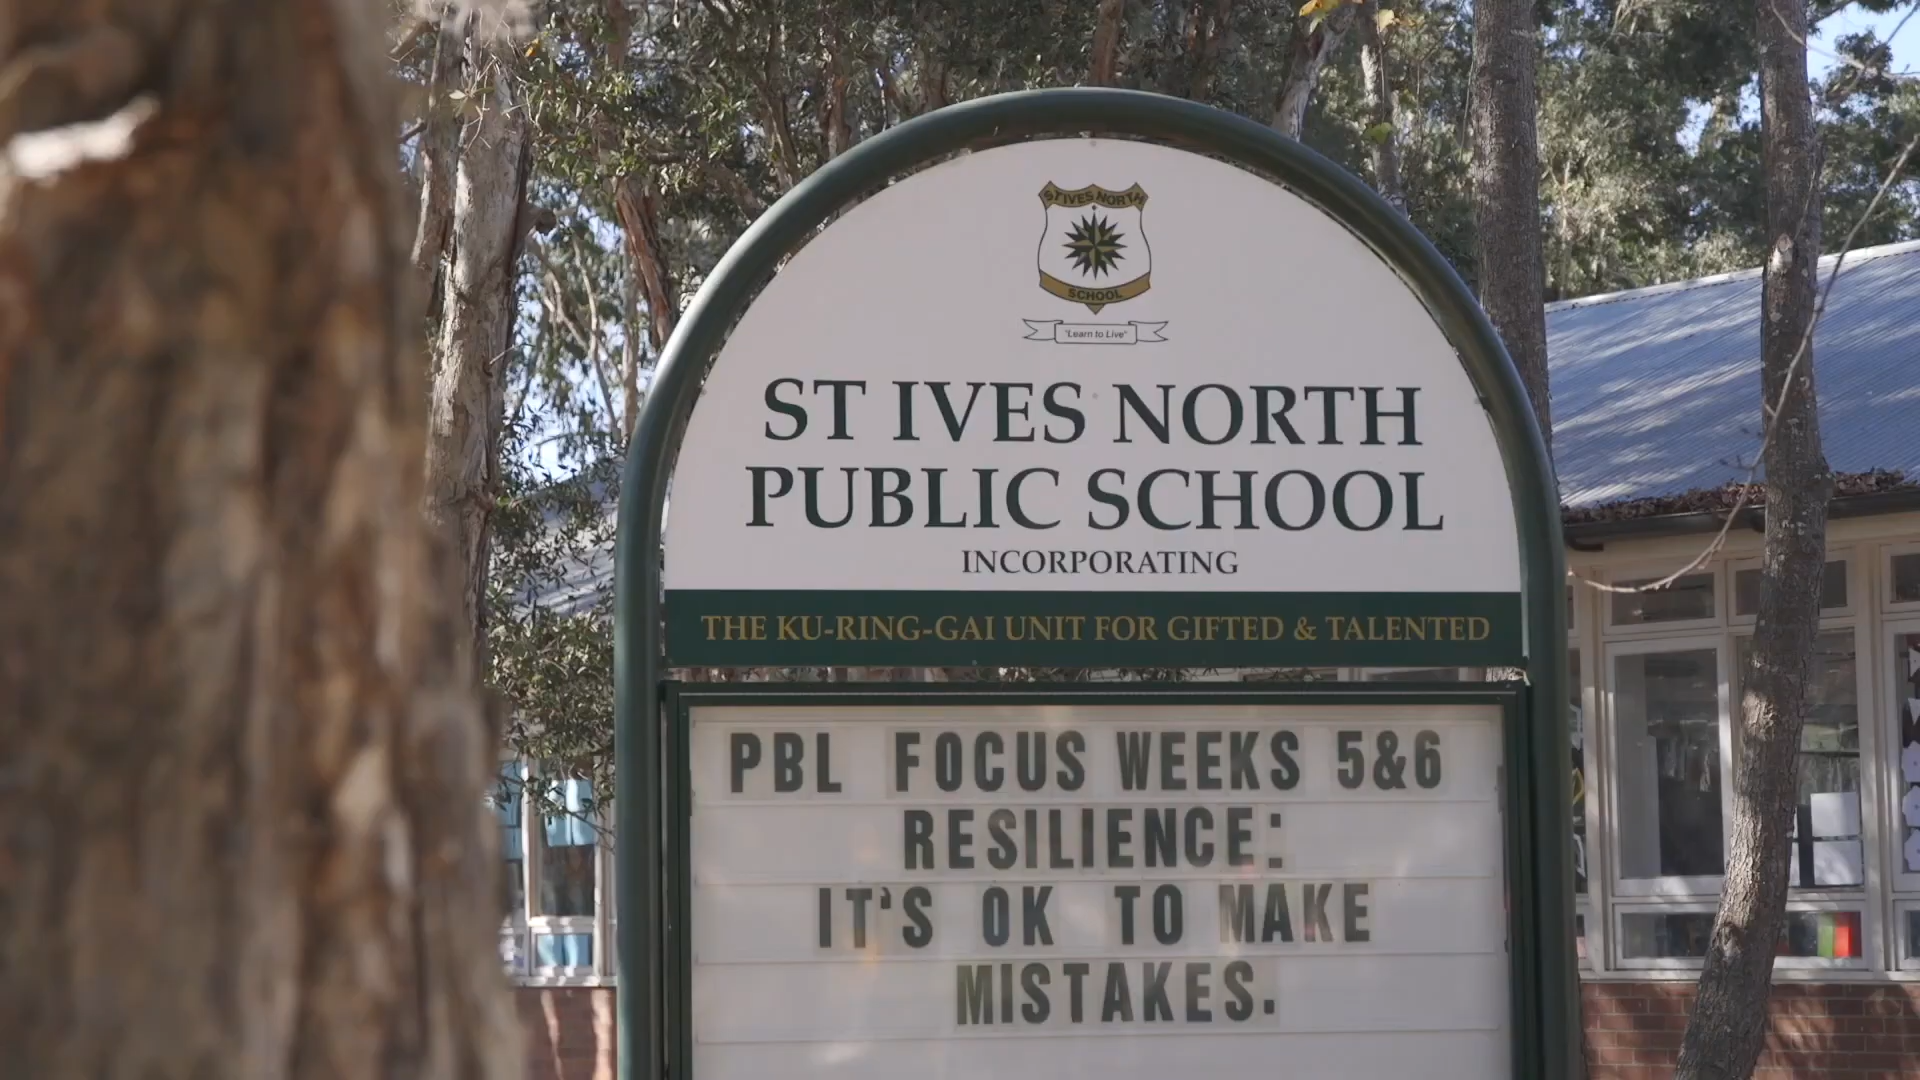 ST IVES NORTH
SCHOOL
"Learn to Live"
ST IVES NORTH
PUBLIC SCHOOL
INCORPORATING
THE KU-RING-GAI UNIT FOR GIFTED & TALENTED
PBL FOCUS WEEKS 5&6
RESILIENCE:
IT'S OK TO MAKE
MISTAKES.